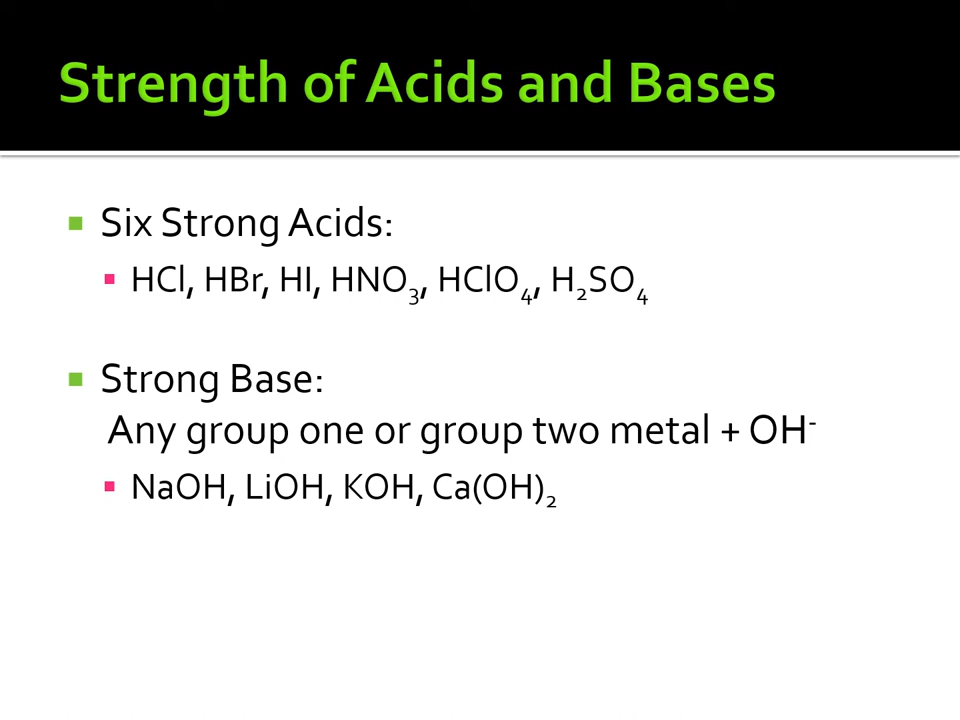 Strength of Acids and Bases
Six Strong Acids:
HCl, HBr, HI, HNO₃, HClO₄, H₂SO₄
Strong Base:
Any group one or group two metal + OH⁻
NaOH, LiOH, KOH, Ca(OH)₂